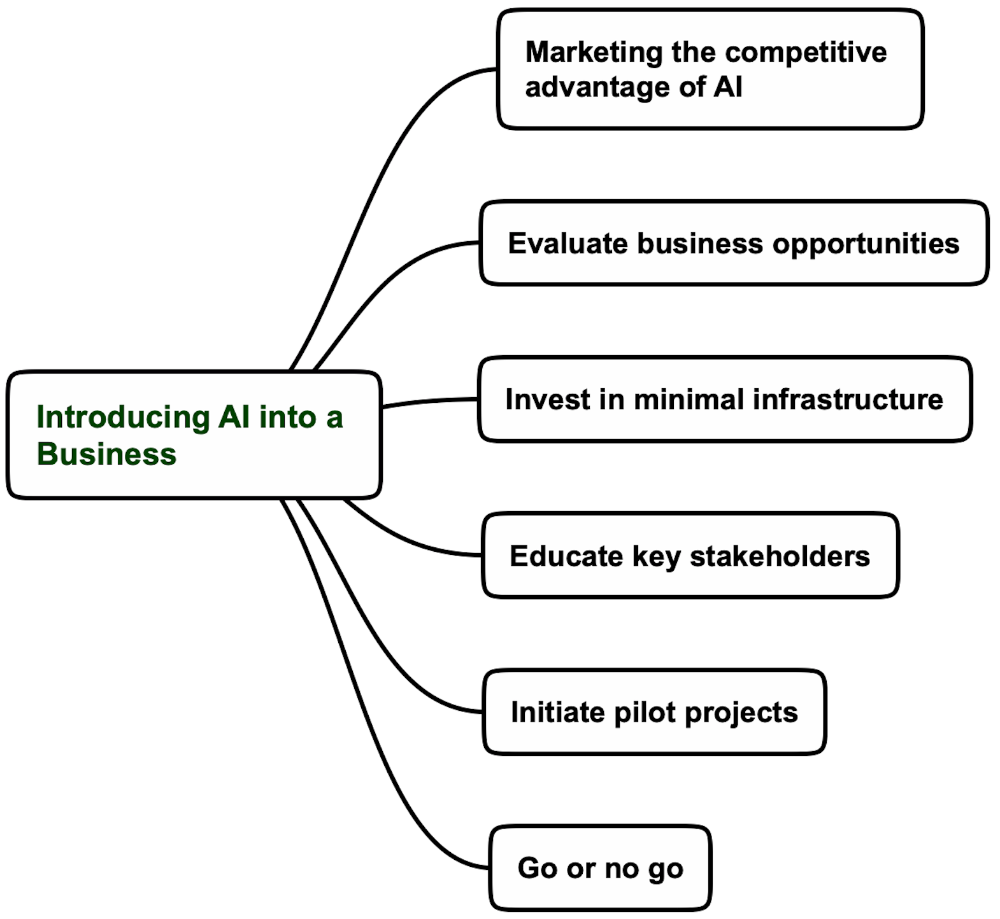 Marketing the competitive
advantage of AI
Evaluate business opportunities
Invest in minimal infrastructure
Introducing AI into a
Business
Educate key stakeholders
Initiate pilot projects
Go or no go